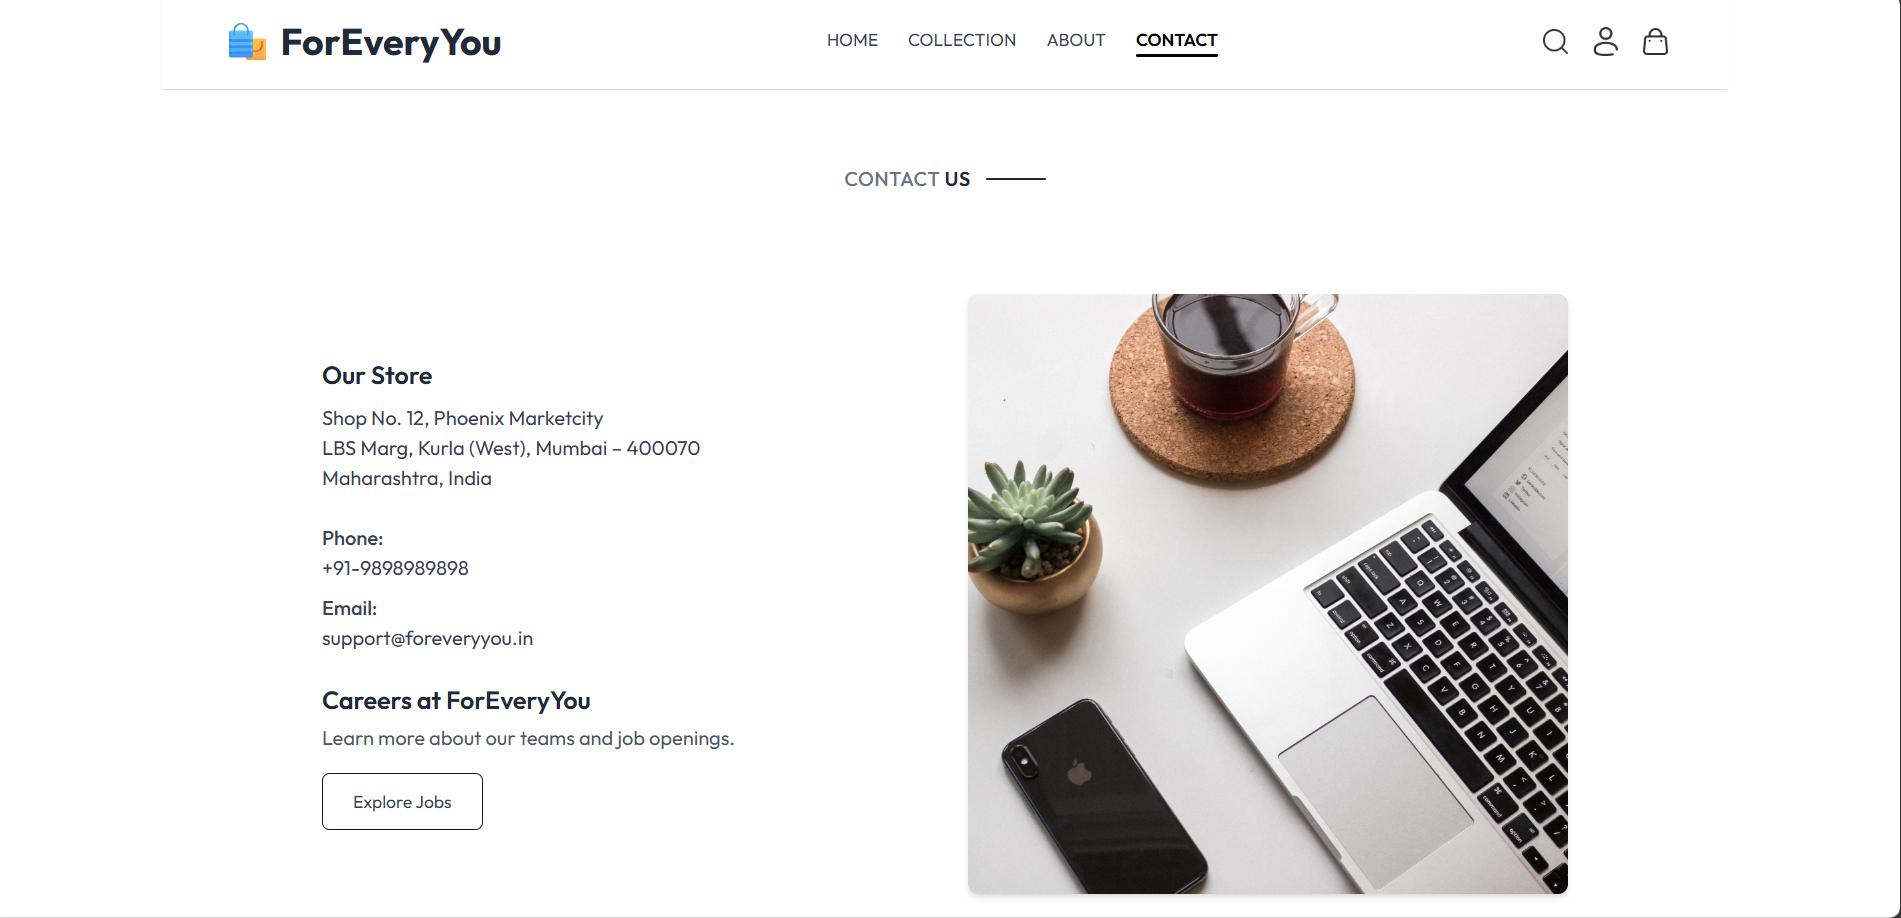 ForEveryYou
HOME COLLECTION ABOUT CONTACT
CONTACT US
Our Store
Shop No. 12, Phoenix Marketcity
LBS Marg, Kurla (West), Mumbai – 400070
Maharashtra, India
Phone:
+91-9898989898
Email:
support@foreveryyou.in
Careers at ForEveryYou
Learn more about our teams and job openings.
Explore Jobs